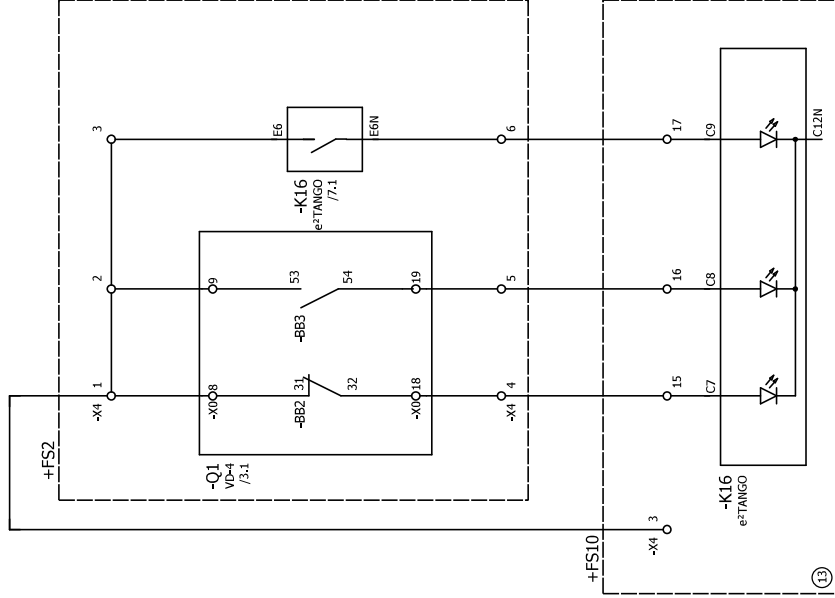 +FS2
-X4
1
2
3
-Q1
VD-4
/3.1
-X0
8
9
-BB2
31
32
-BB3
53
54
-X0
18
19
-K16
e²TANGO
/7.1
E6
E6N
-X4
4
5
6
+FS10
-X4
3
15
16
17
-K16
e²TANGO
C7
C8
C9
C12N
13